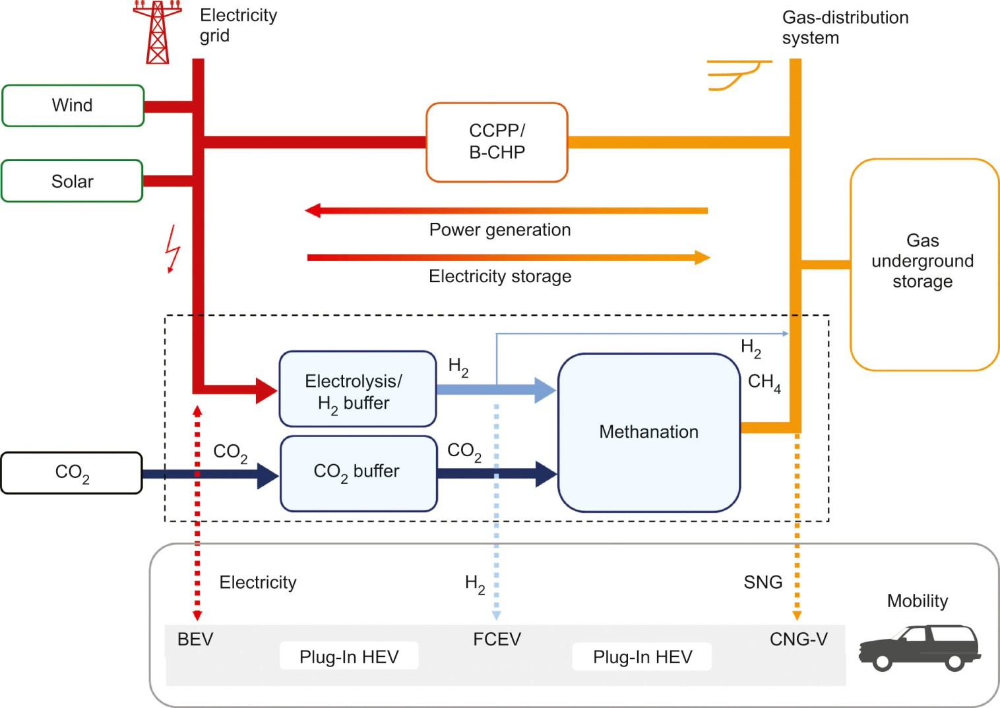 Electricity
grid
Gas-distribution
system
Wind
CCPP/
B-CHP
Solar
Power generation
Electricity storage
Gas
underground
storage
H₂
Electrolysis/
H₂ buffer
H₂
CH₄
Methanation
CO₂
CO₂
CO₂
CO₂ buffer
Electricity
H₂
SNG
Mobility
BEV
FCEV
CNG-V
Plug-In HEV
Plug-In HEV